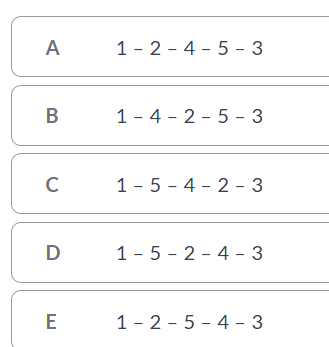 A 1 – 2 – 4 – 5 – 3
B 1 – 4 – 2 – 5 – 3
C 1 – 5 – 4 – 2 – 3
D 1 – 5 – 2 – 4 – 3
E 1 – 2 – 5 – 4 – 3